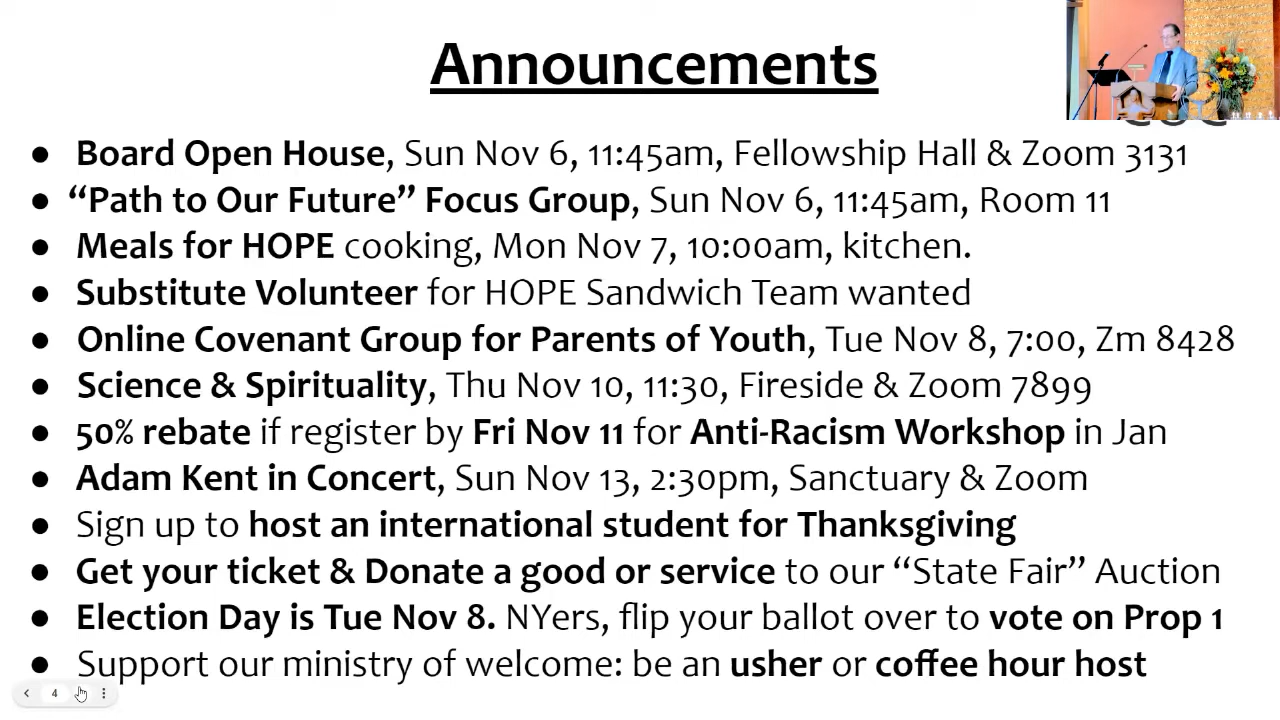 Announcements
● Board Open House, Sun Nov 6, 11:45am, Fellowship Hall & Zoom 3131
● “Path to Our Future” Focus Group, Sun Nov 6, 11:45am, Room 11
● Meals for HOPE cooking, Mon Nov 7, 10:00am, kitchen.
● Substitute Volunteer for HOPE Sandwich Team wanted
● Online Covenant Group for Parents of Youth, Tue Nov 8, 7:00, Zm 8428
● Science & Spirituality, Thu Nov 10, 11:30, Fireside & Zoom 7899
● 50% rebate if register by Fri Nov 11 for Anti-Racism Workshop in Jan
● Adam Kent in Concert, Sun Nov 13, 2:30pm, Sanctuary & Zoom
● Sign up to host an international student for Thanksgiving
● Get your ticket & Donate a good or service to our “State Fair” Auction
● Election Day is Tue Nov 8. NYers, flip your ballot over to vote on Prop 1
● Support our ministry of welcome: be an usher or coffee hour host
4